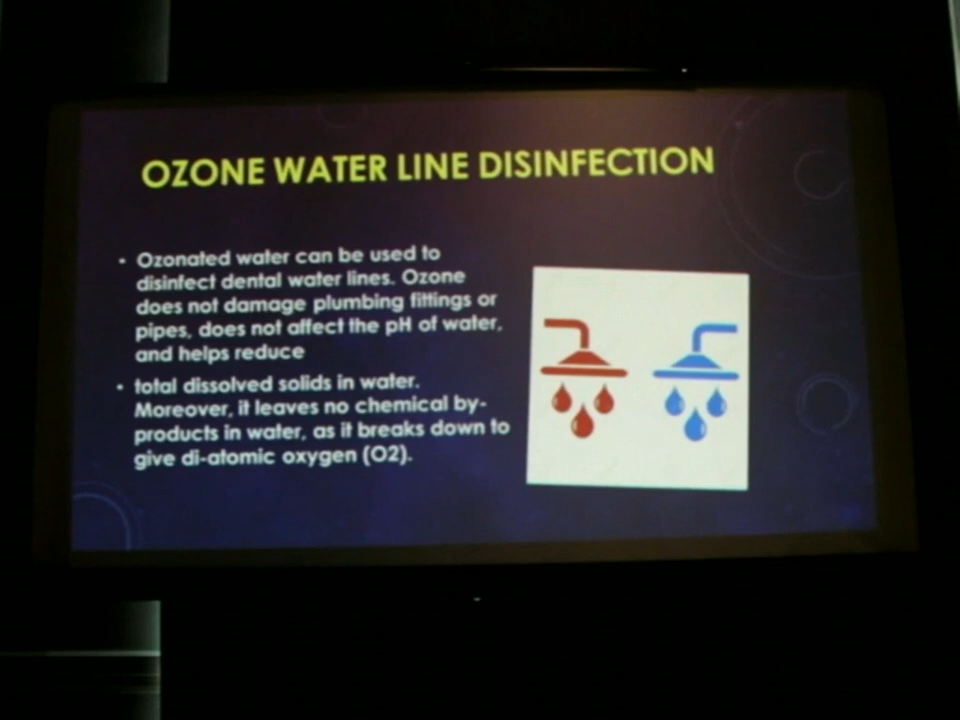 OZONE WATER LINE DISINFECTION
• Ozonated water can be used to
disinfect dental water lines. Ozone
does not damage plumbing fittings or
pipes, does not affect the pH of water,
and helps reduce
• total dissolved solids in water.
Moreover, it leaves no chemical by-
products in water, as it breaks down to
give di-atomic oxygen (O2).